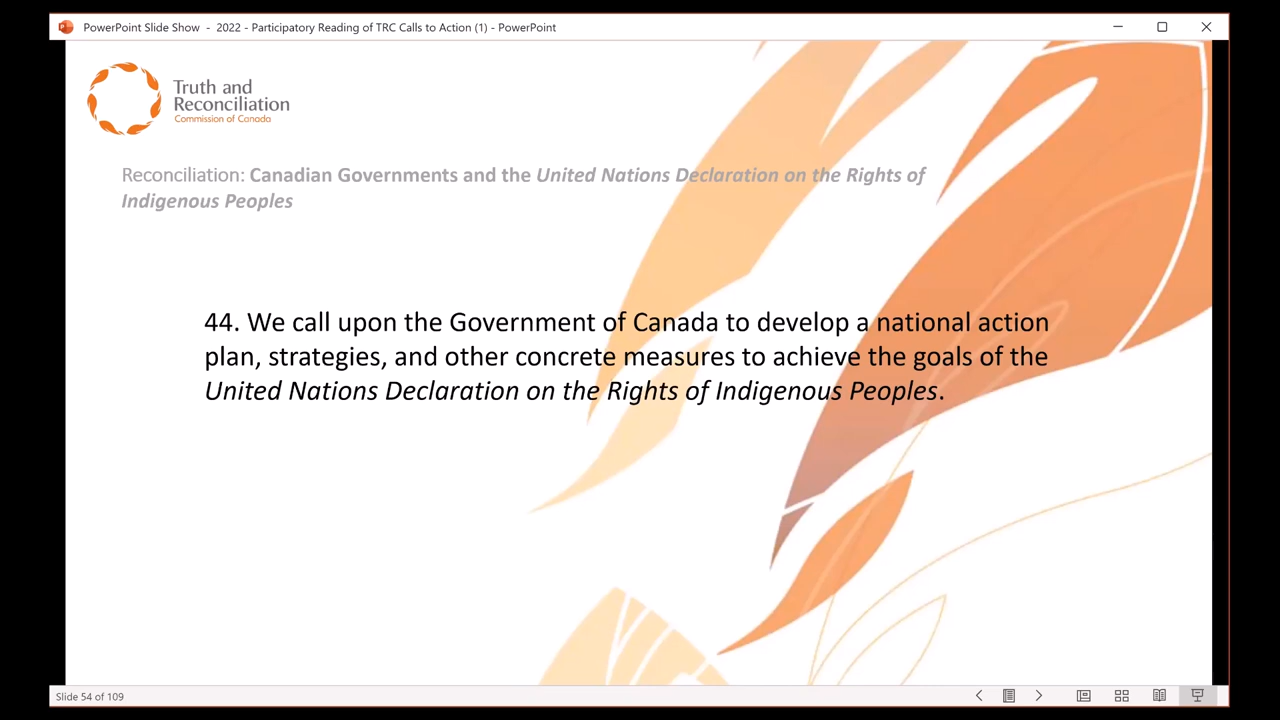 PowerPoint Slide Show - 2022 - Participatory Reading of TRC Calls to Action (1) - PowerPoint
Truth and
Reconciliation
Commission of Canada
Reconciliation: Canadian Governments and the United Nations Declaration on the Rights of
Indigenous Peoples
44. We call upon the Government of Canada to develop a national action
plan, strategies, and other concrete measures to achieve the goals of the
United Nations Declaration on the Rights of Indigenous Peoples.
Slide 54 of 109